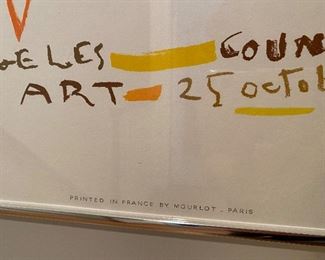 GELES COUN
ART - 25 OCTOB
PRINTED IN FRANCE BY MOURLOT - PARIS